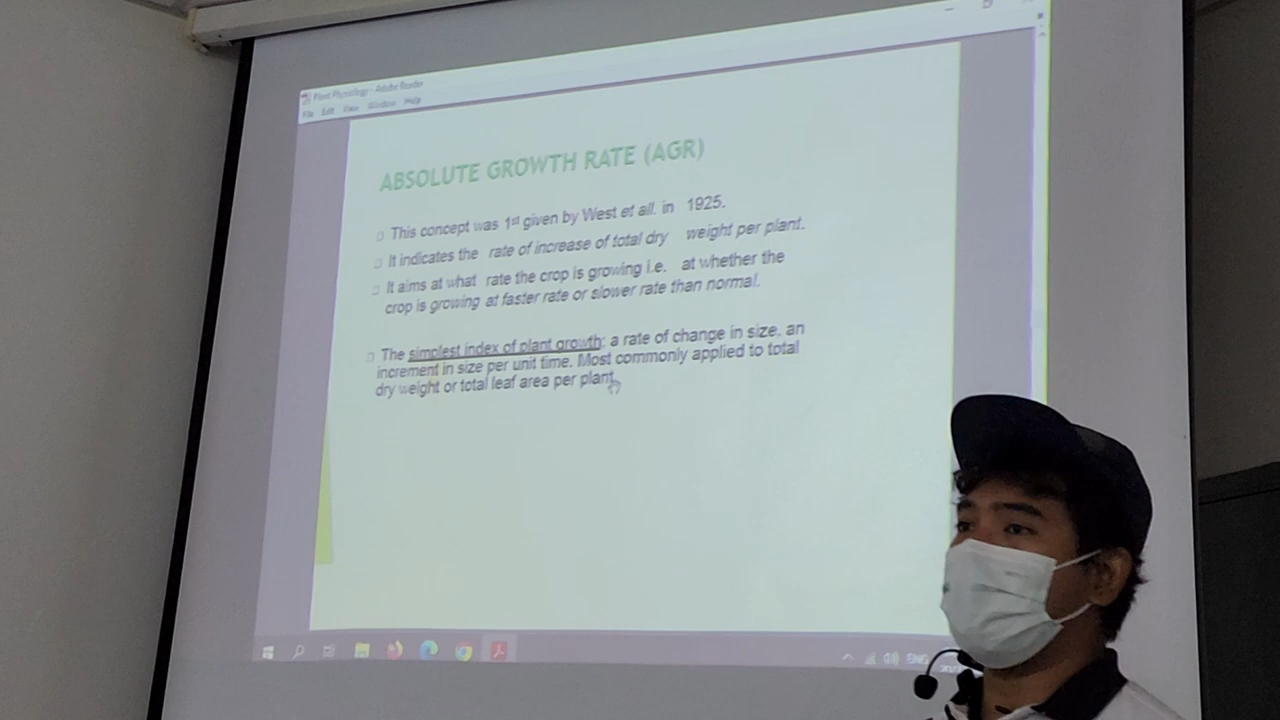 Plant Physiology - Adobe Reader
File Edit View Window Help
ABSOLUTE GROWTH RATE (AGR)
This concept was 1st given by West et all. in 1925.
It indicates the rate of increase of total dry weight per plant.
It aims at what rate the crop is growing i.e. at whether the
crop is growing at faster rate or slower rate than normal.
The simplest index of plant growth: a rate of change in size, an
increment in size per unit time. Most commonly applied to total
dry weight or total leaf area per plant.
ENG